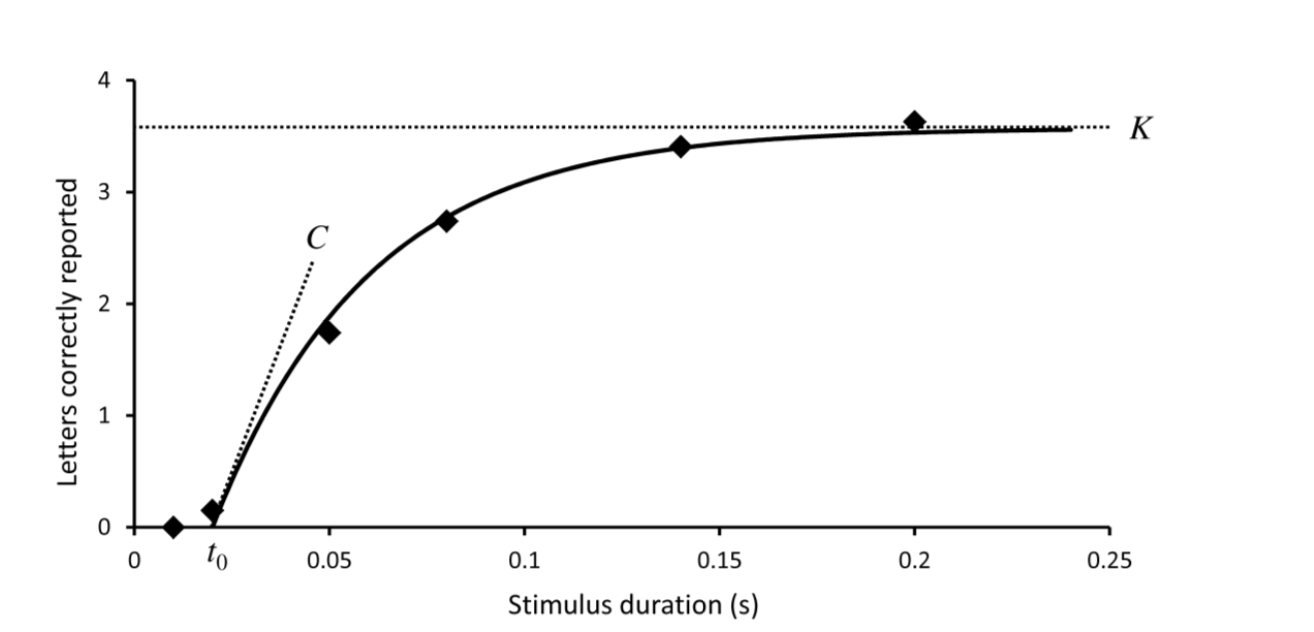 4
K
3
C
2
1
0
0
t0
0.05
0.1
0.15
0.2
0.25
Letters correctly reported
Stimulus duration (s)